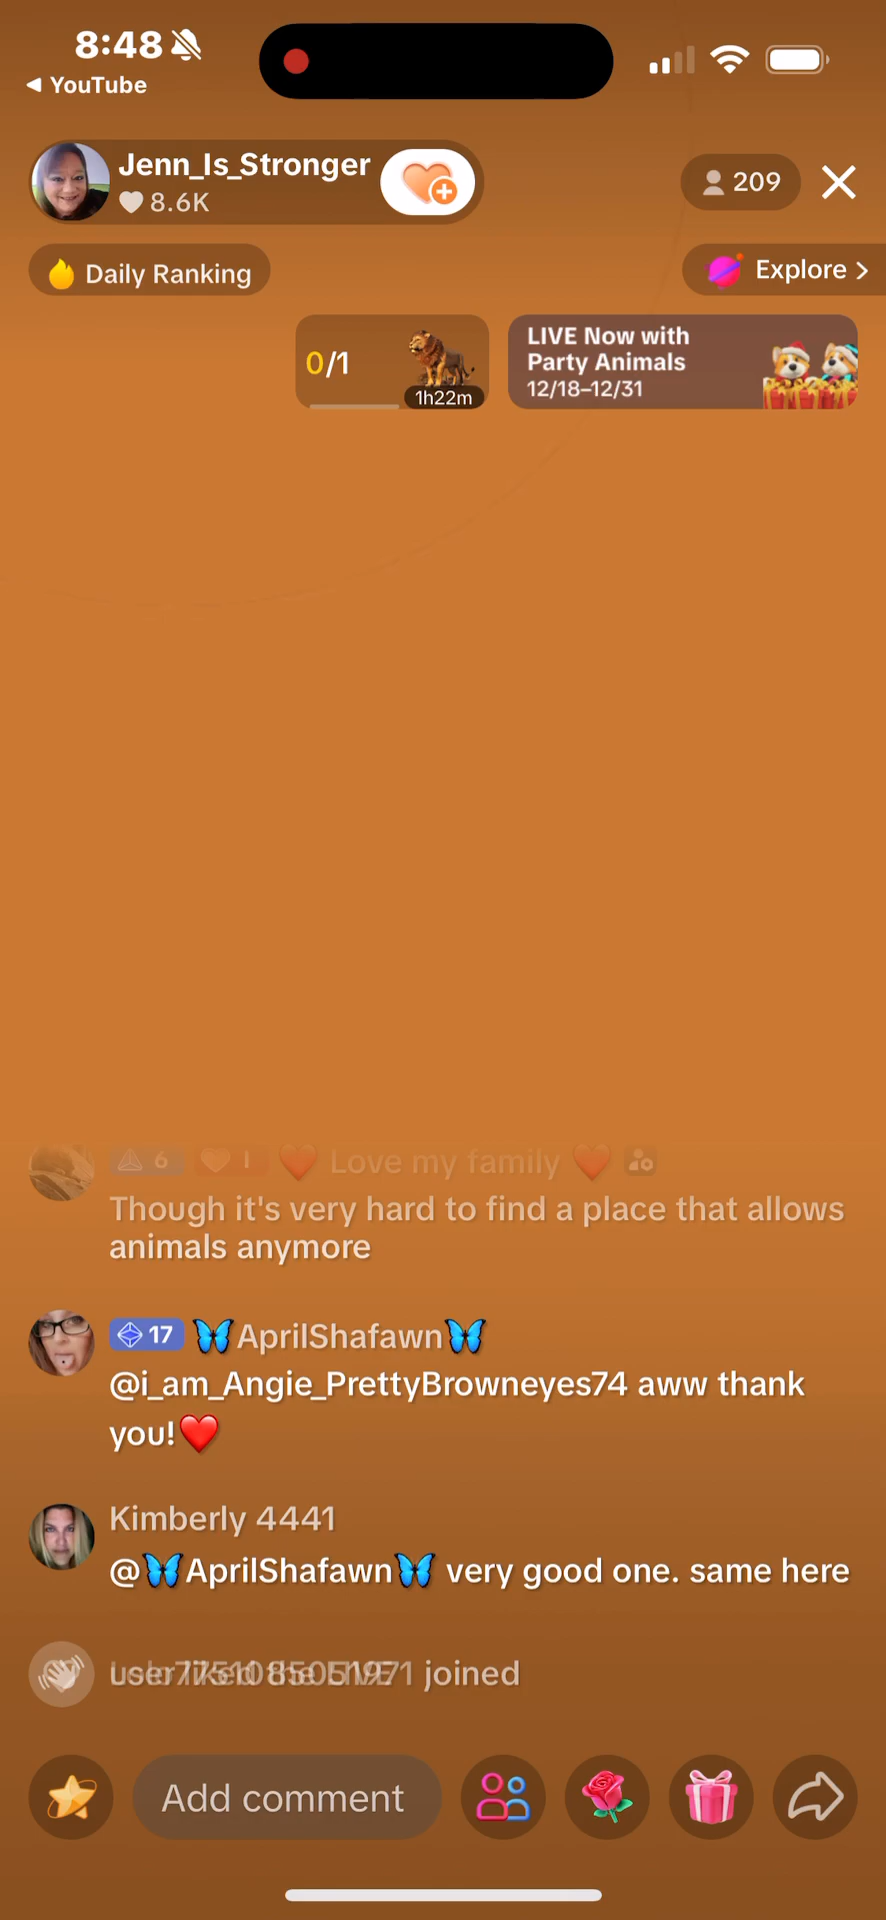 8:48
◀ YouTube
Jenn_Is_Stronger
8.6K
209
Daily Ranking
Explore >
0/1
1h22m
LIVE Now with
Party Animals
12/18–12/31
6 1 ❤️ Love my family ❤️
Though it's very hard to find a place that allows
animals anymore
17 🦋AprilShafawn🦋
@i_am_Angie_PrettyBrowneyes74 aww thank
you!❤️
Kimberly 4441
@🦋AprilShafawn🦋 very good one. same here
joined
Add comment